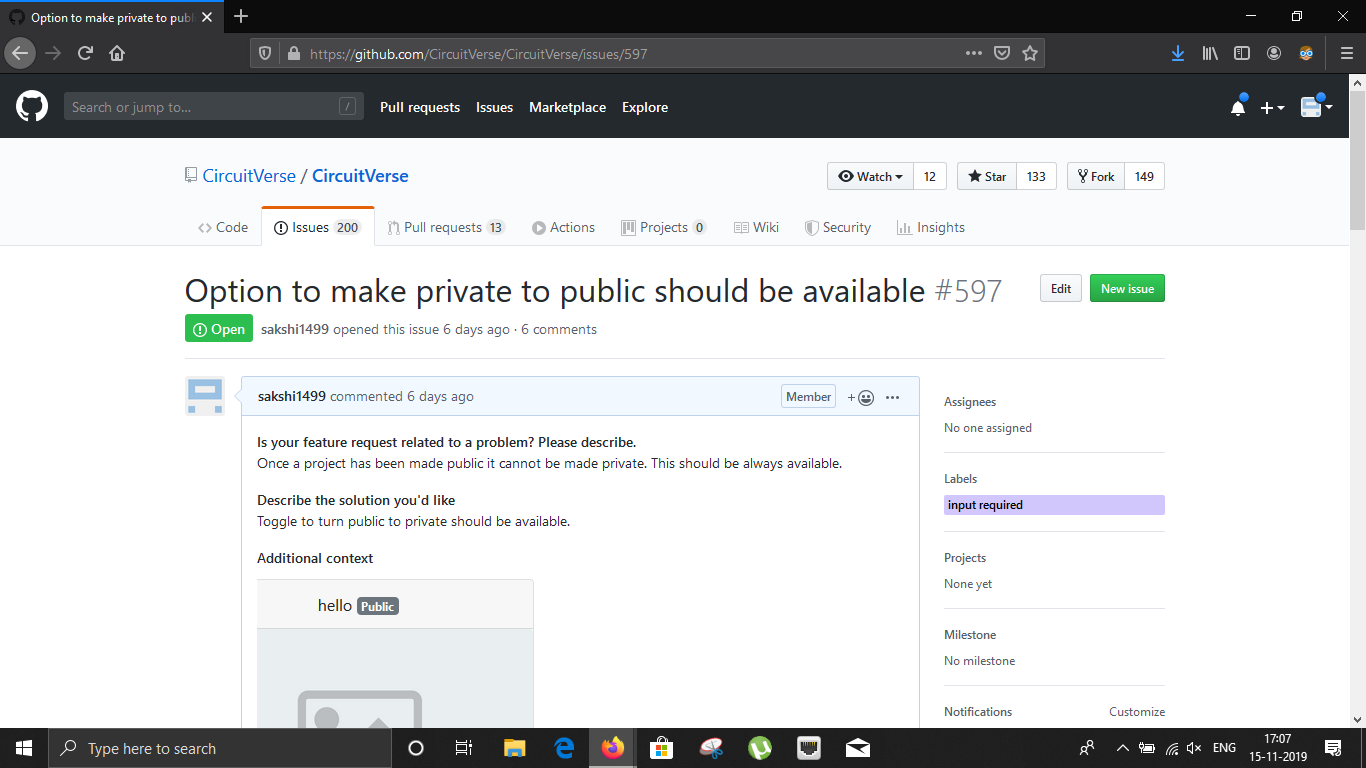 Option to make private to publ
https://github.com/CircuitVerse/CircuitVerse/issues/597
Search or jump to... /
Pull requests Issues Marketplace Explore
CircuitVerse / CircuitVerse
Watch 12 Star 133 Fork 149
Code Issues 200 Pull requests 13 Actions Projects 0 Wiki Security Insights
Option to make private to public should be available #597
Edit New issue
Open sakshi1499 opened this issue 6 days ago · 6 comments
sakshi1499 commented 6 days ago Member
Is your feature request related to a problem? Please describe.
Once a project has been made public it cannot be made private. This should be always available.
Describe the solution you'd like
Toggle to turn public to private should be available.
Additional context
hello Public
Assignees
No one assigned
Labels
input required
Projects
None yet
Milestone
No milestone
Notifications Customize
Type here to search
ENG
17:07
15-11-2019